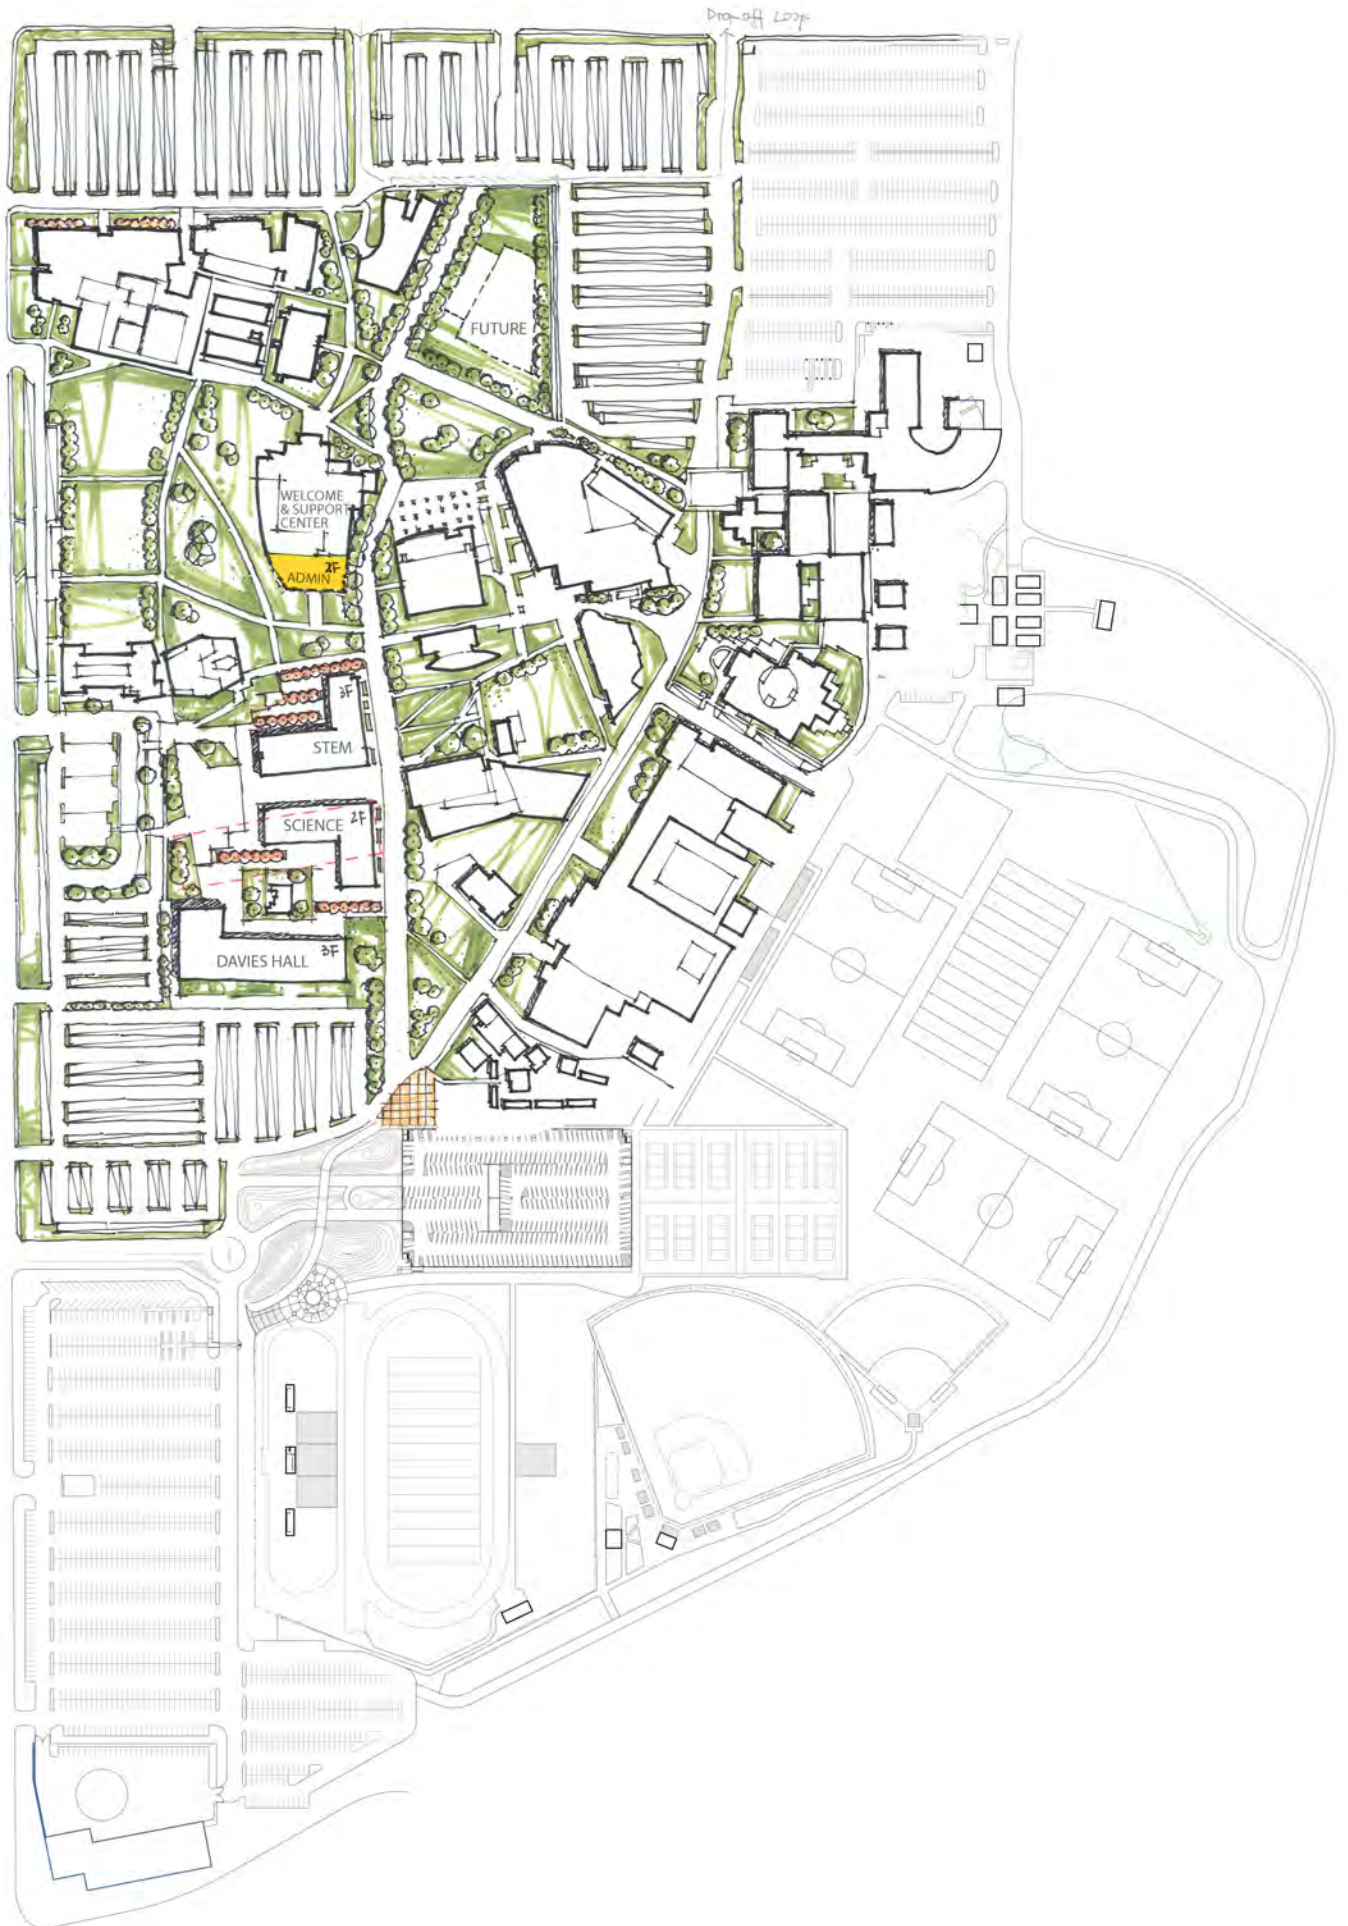 Drop-off Loop
FUTURE
WELCOME
& SUPPORT
CENTER
2F
ADMIN
3F
STEM
SCIENCE 2F
DAVIES HALL 3F